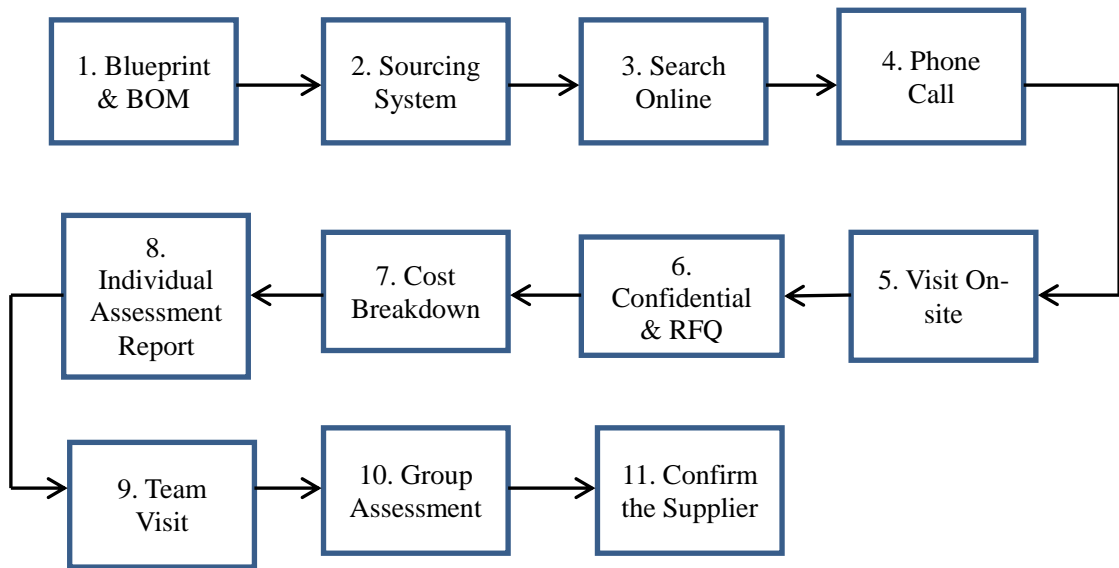 1. Blueprint
& BOM
2. Sourcing
System
3. Search
Online
4. Phone
Call
5. Visit On-
site
6.
Confidential
& RFQ
7. Cost
Breakdown
8.
Individual
Assessment
Report
9. Team
Visit
10. Group
Assessment
11. Confirm
the Supplier